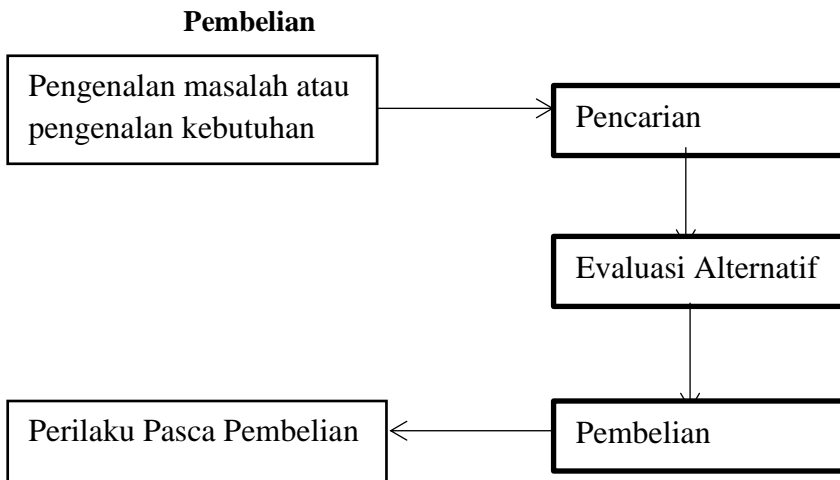 Pembelian
Pengenalan masalah atau
pengenalan kebutuhan
Pencarian
Evaluasi Alternatif
Pembelian
Perilaku Pasca Pembelian